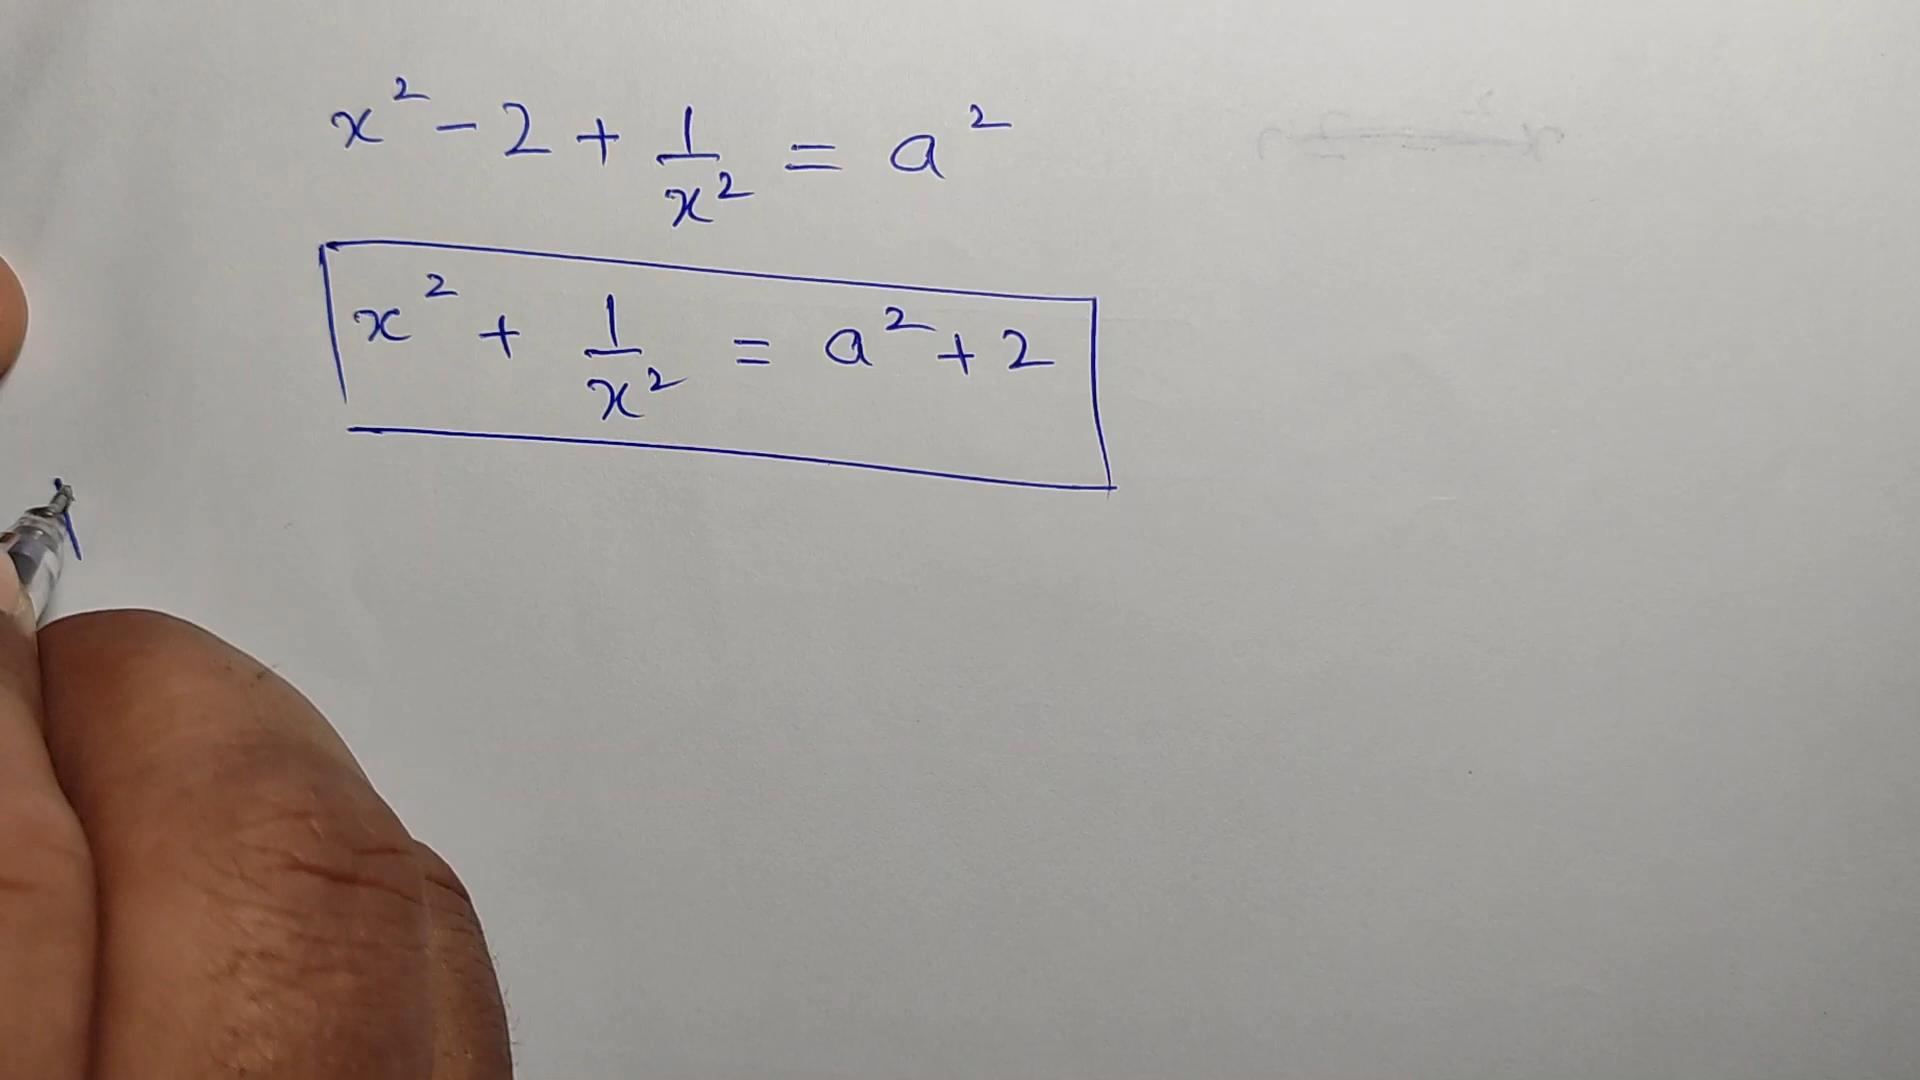 x² - 2 + 1/x² = a²
x² + 1/x² = a² + 2